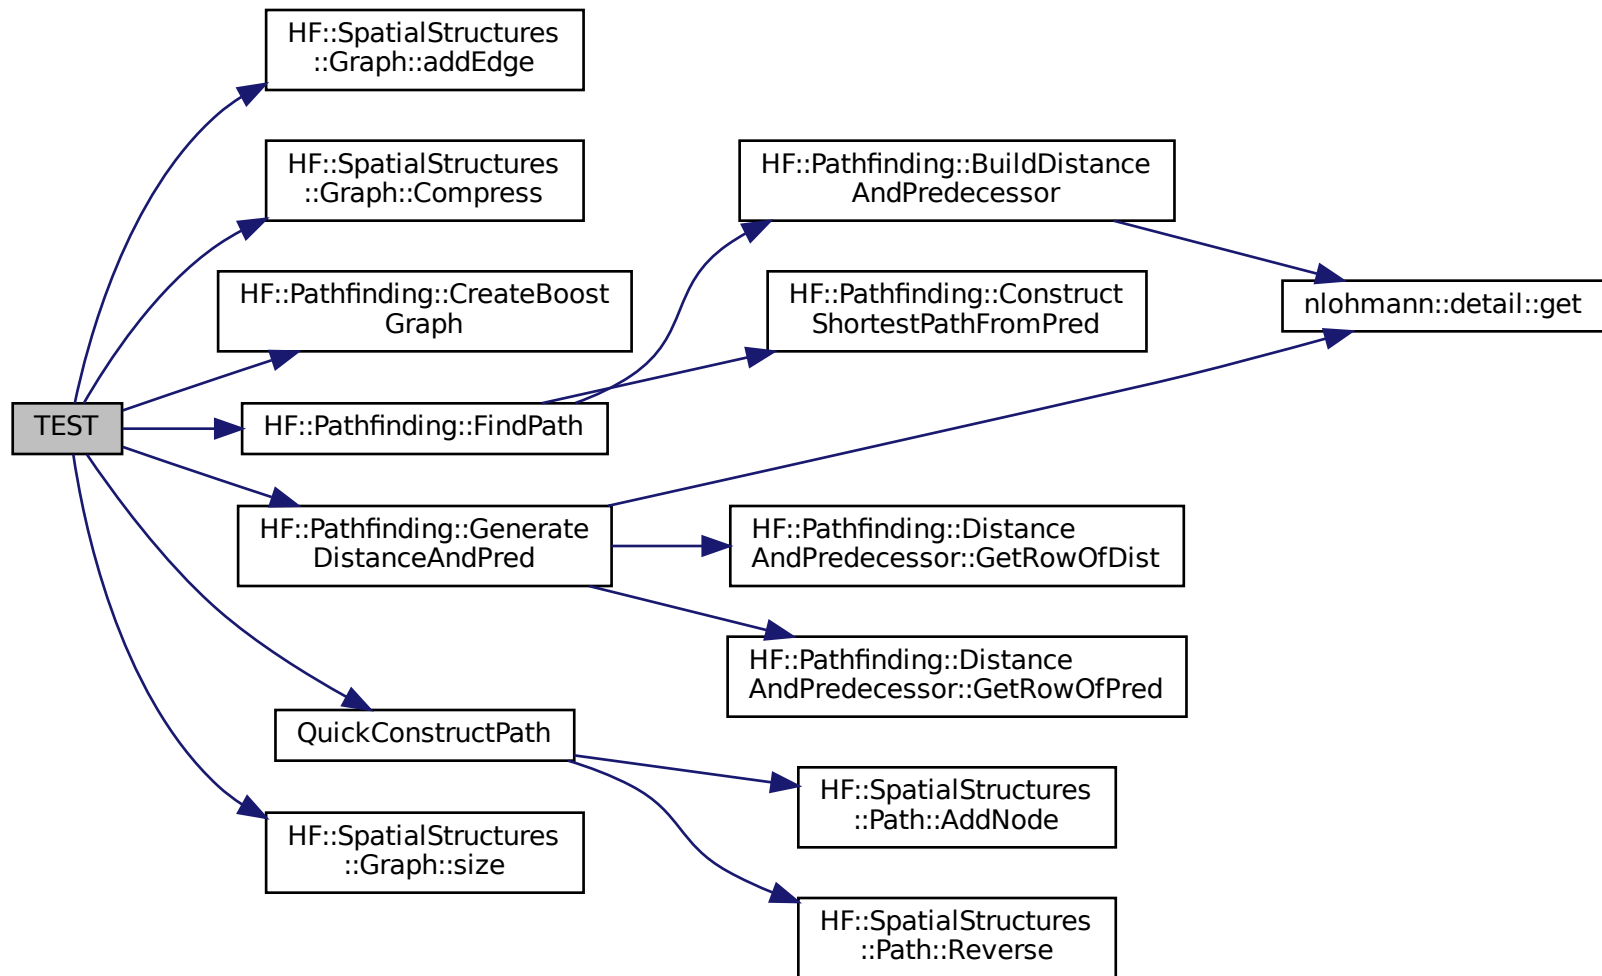 HF::SpatialStructures
::Graph::addEdge
HF::SpatialStructures
::Graph::Compress
HF::Pathfinding::CreateBoost
Graph
TEST
HF::Pathfinding::FindPath
HF::Pathfinding::Generate
DistanceAndPred
QuickConstructPath
HF::SpatialStructures
::Graph::size
HF::Pathfinding::BuildDistance
AndPredecessor
HF::Pathfinding::Construct
ShortestPathFromPred
HF::Pathfinding::Distance
AndPredecessor::GetRowOfDist
HF::Pathfinding::Distance
AndPredecessor::GetRowOfPred
HF::SpatialStructures
::Path::AddNode
HF::SpatialStructures
::Path::Reverse
nlohmann::detail::get